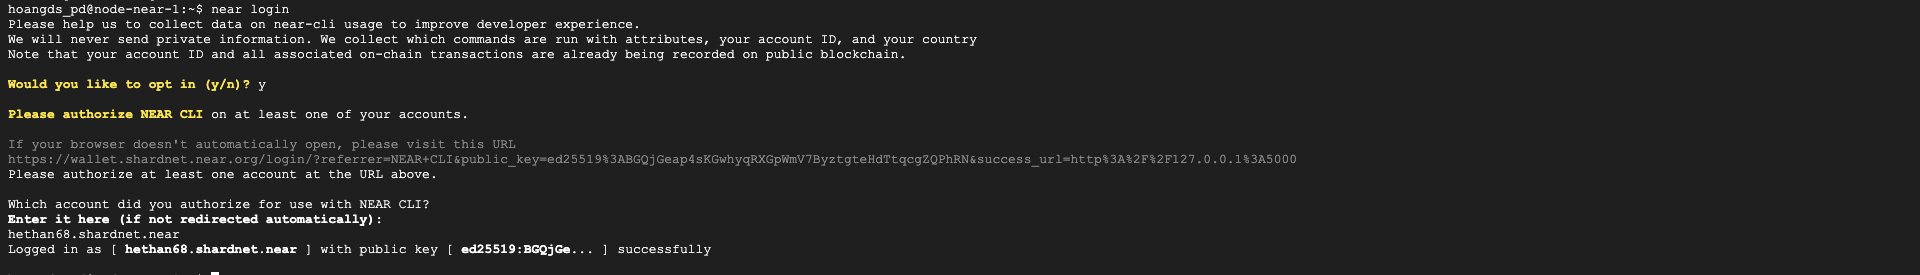 hoangds_pd@node-near-1:~$ near login
Please help us to collect data on near-cli usage to improve developer experience.
We will never send private information. We collect which commands are run with attributes, your account ID, and your country
Note that your account ID and all associated on-chain transactions are already being recorded on public blockchain.
Would you like to opt in (y/n)? y
Please authorize NEAR CLI on at least one of your accounts.
If your browser doesn't automatically open, please visit this URL
https://wallet.shardnet.near.org/login/?referrer=NEAR+CLI&public_key=ed25519%3ABGQjGeap4sKGwhyqRXGpWmV7ByztgteHdTtqcgZQPhRN&success_url=http%3A%2F%2F127.0.0.1%3A5000
Please authorize at least one account at the URL above.
Which account did you authorize for use with NEAR CLI?
Enter it here (if not redirected automatically):
hethan68.shardnet.near
Logged in as [ hethan68.shardnet.near ] with public key [ ed25519:BGQjGe... ] successfully